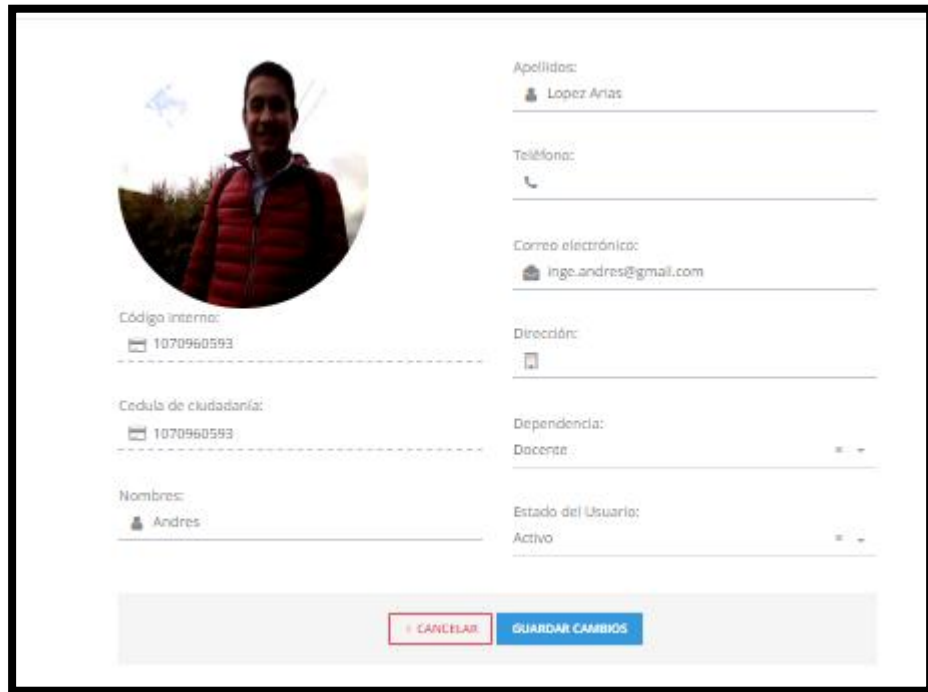 Código interno:
1070960593
Cedula de ciudadanía:
1070960593
Nombres:
Andres
Apellidos:
Lopez Arias
Teléfono:
Correo electrónico:
inge.andres@gmail.com
Dirección:
Dependencia:
Docente
Estado del Usuario:
Activo
CANCELAR
GUARDAR CAMBIOS